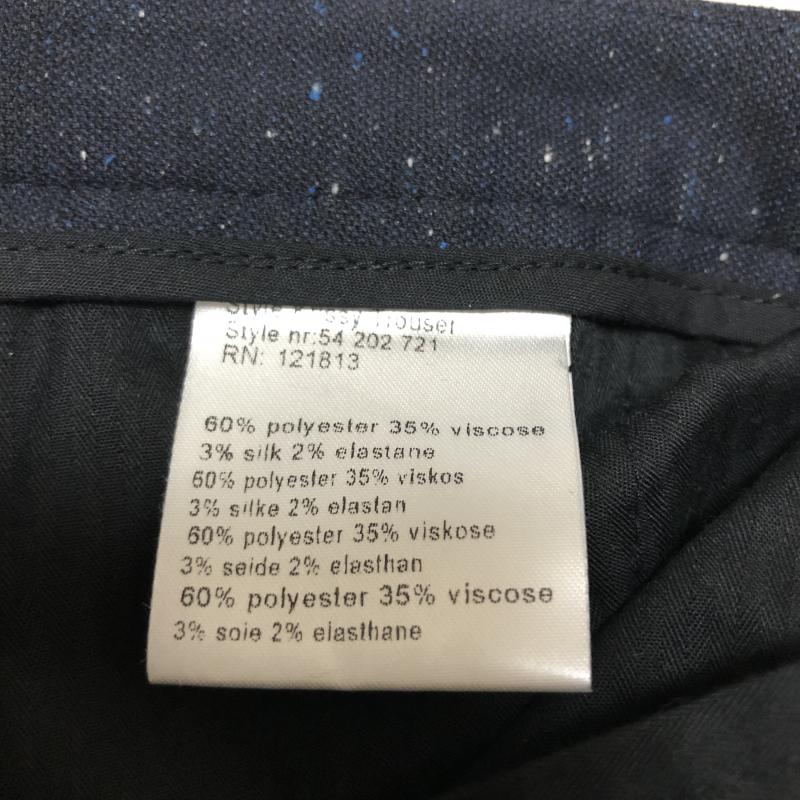 Style Trouser
Style nr:54 202 721
RN: 121813
60% polyester 35% viscose
3% silk 2% elastane
60% polyester 35% viskos
3% silke 2% elastan
60% polyester 35% viskose
3% seide 2% elasthan
60% polyester 35% viscose
3% soie 2% elasthane